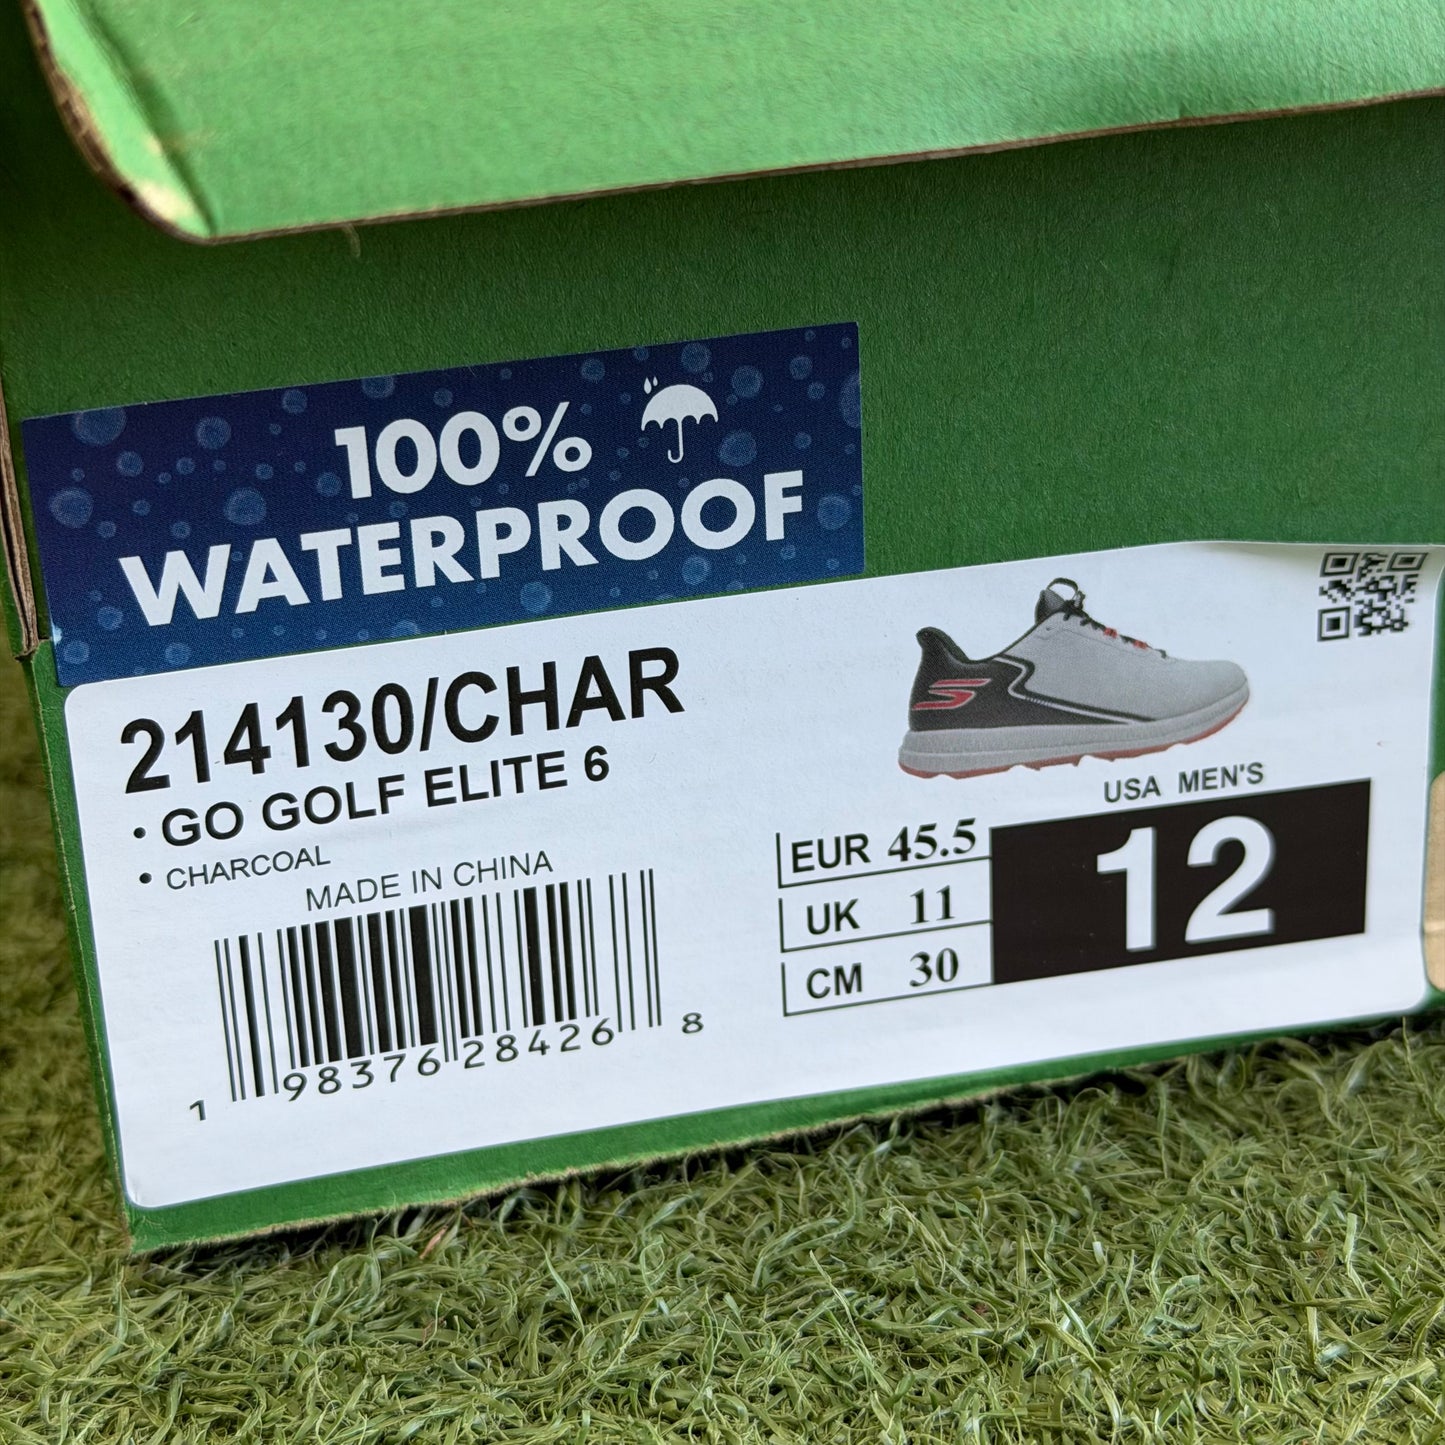 100%
WATERPROOF
214130/CHAR
• GO GOLF ELITE 6
• CHARCOAL
MADE IN CHINA
1 98376 28426 8
USA MEN'S
12
EUR 45.5
UK 11
CM 30